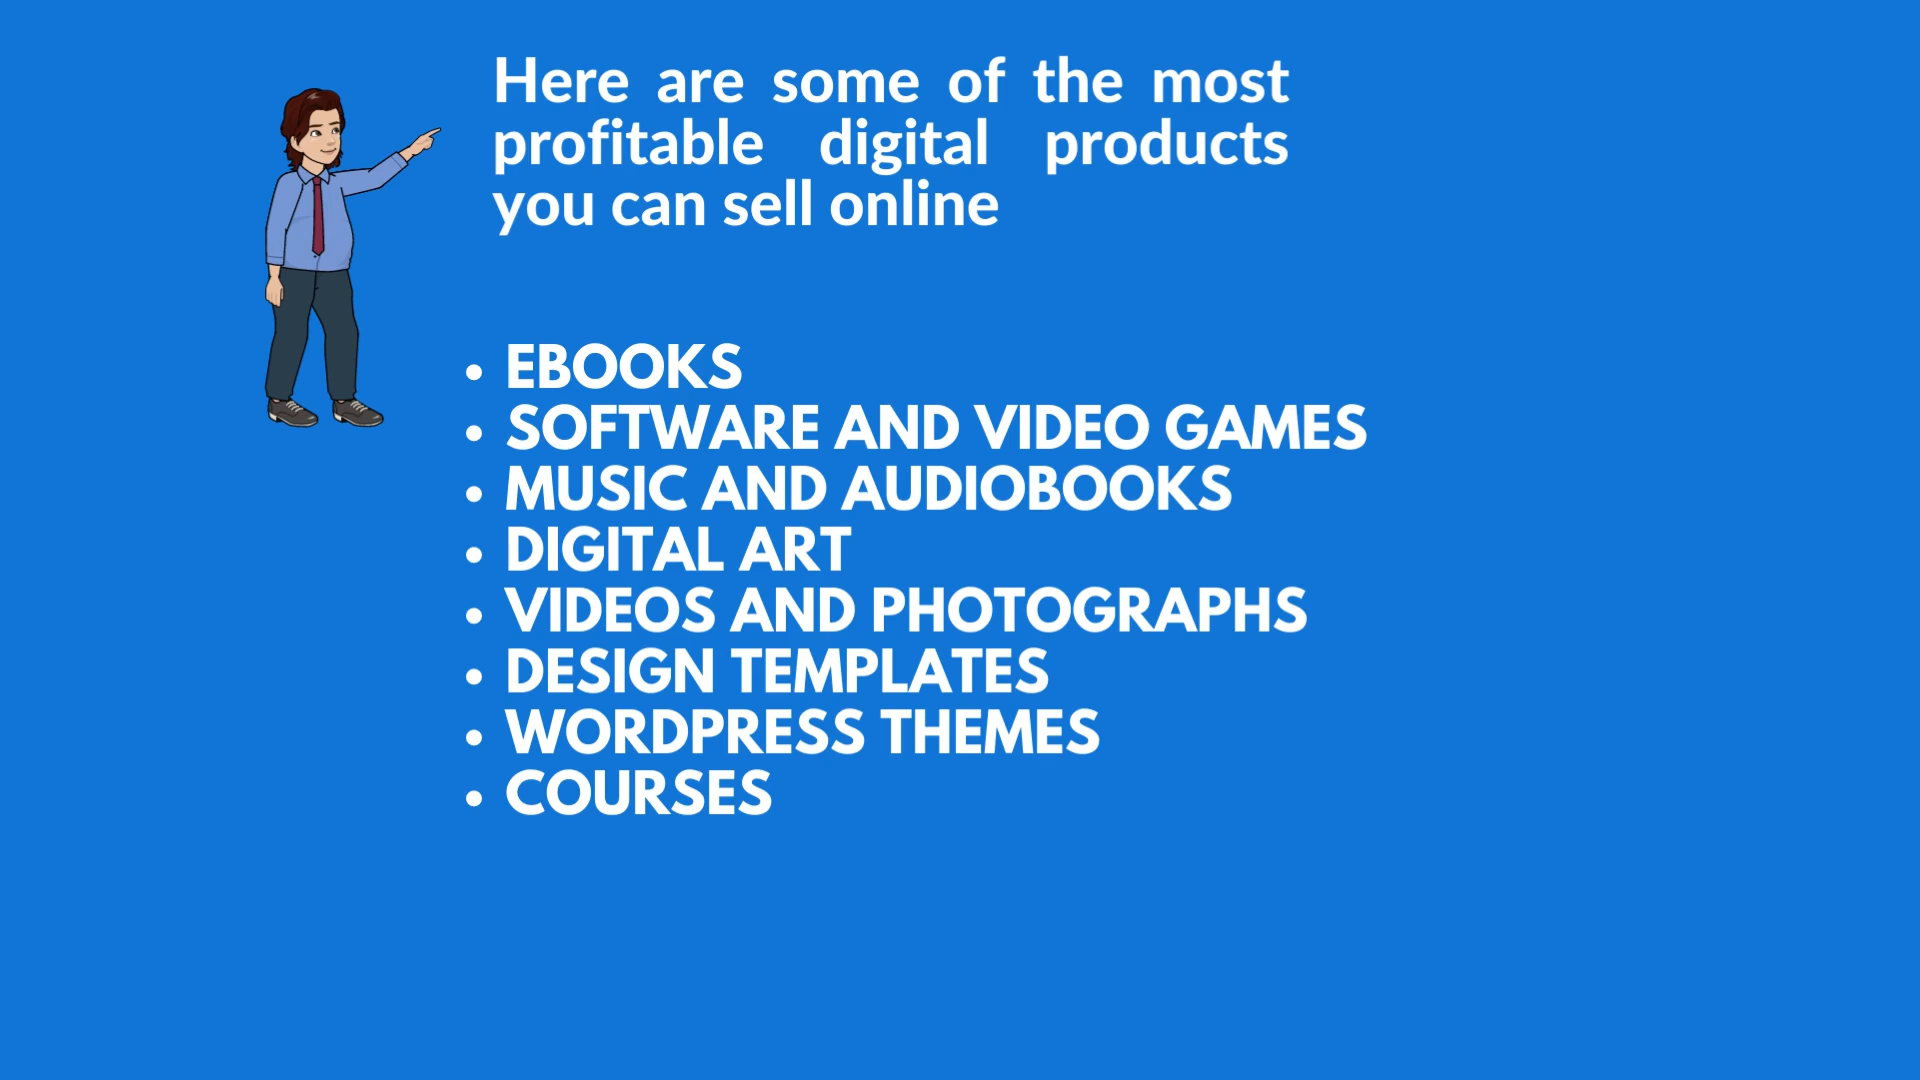 Here are some of the most
profitable digital products
you can sell online
• EBOOKS
• SOFTWARE AND VIDEO GAMES
• MUSIC AND AUDIOBOOKS
• DIGITAL ART
• VIDEOS AND PHOTOGRAPHS
• DESIGN TEMPLATES
• WORDPRESS THEMES
• COURSES